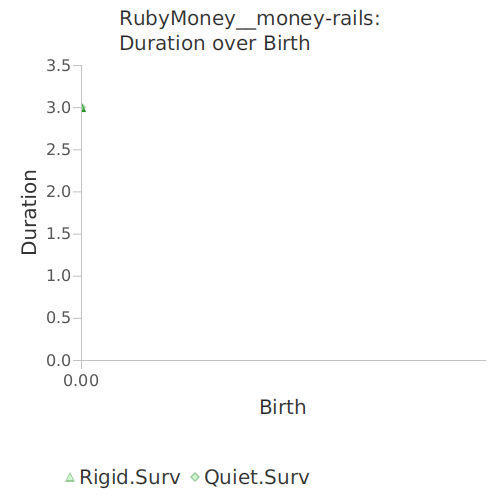 RubyMoney__money-rails:
Duration over Birth
3.5
3.0
2.5
2.0
1.5
1.0
0.5
0.0
Duration
0.00
Birth
Rigid.Surv
Quiet.Surv